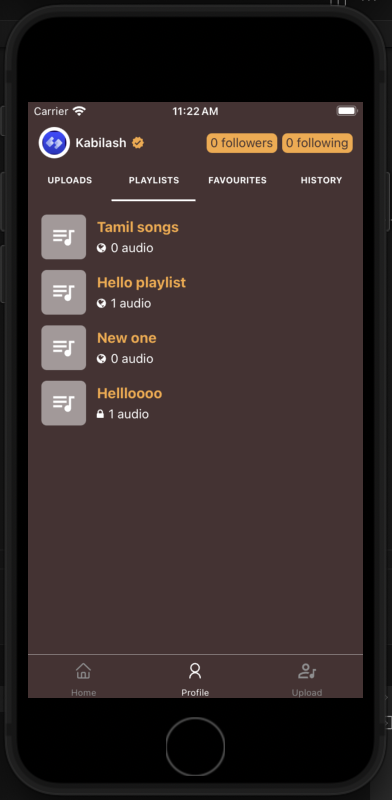 Carrier 11:22 AM
Kabilash 0 followers 0 following
UPLOADS PLAYLISTS FAVOURITES HISTORY
Tamil songs
0 audio
Hello playlist
1 audio
New one
0 audio
Hellloooo
1 audio
Home Profile Upload